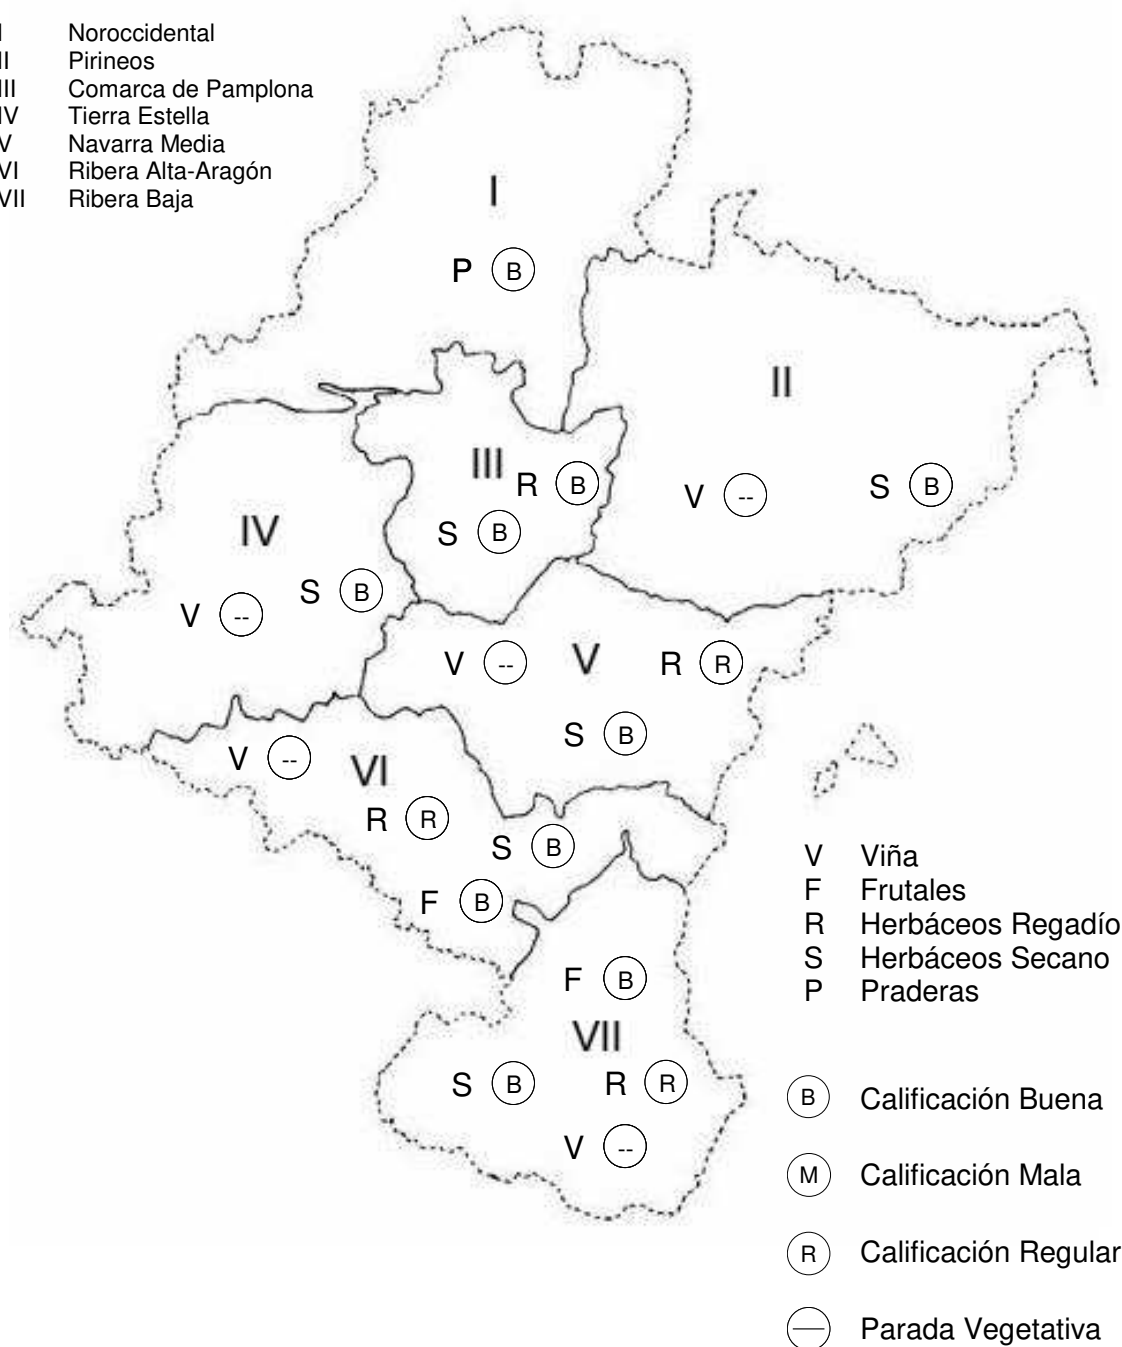 I Noroccidental
II Pirineos
III Comarca de Pamplona
IV Tierra Estella
V Navarra Media
VI Ribera Alta-Aragón
VII Ribera Baja
I
P B
II
III
R B
V -- S B
S B
IV
S B
V --
V -- V R R
S B
V --
VI
R R
S B
F B
V Viña
F Frutales
R Herbáceos Regadío
S Herbáceos Secano
P Praderas
F B
VII
S B R R
V --
B Calificación Buena
M Calificación Mala
R Calificación Regular
— Parada Vegetativa